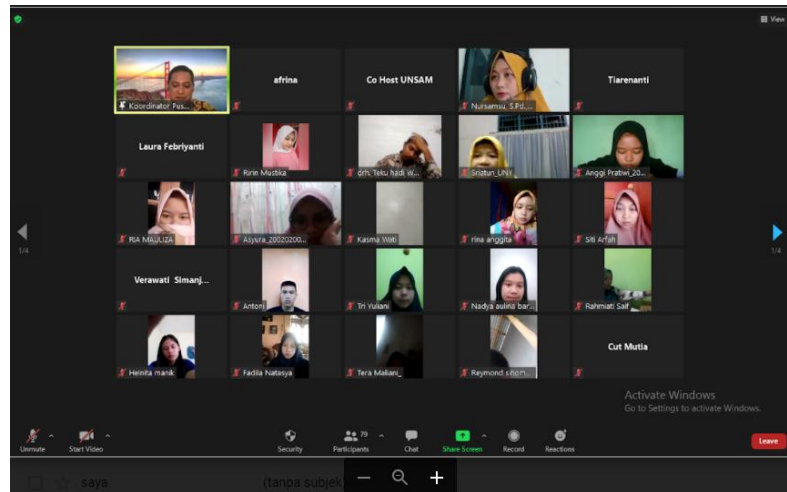 View
Koordinator Pus...
afrina
Co Host UNSAM
Nursamsu, S.Pd,...
Tiarenanti
Laura Febriyanti
Ririn Mustika
drh. Teku hadi W...
Sriatun_UNY
Anggi Pratiwi_20...
RIA MAULIZA
Asyura_20020200...
Kasma Wati
rina anggita
Siti Arfah
1/4
1/4
Verawati Simanj...
Antoni
Tri Yuliani
Nadya aulina bar...
Rahmiati Saif
Helnita manik
Fadila Natasya
Tera Maliani_
Reymond sihom...
Cut Mutia
Activate Windows
Go to Settings to activate Windows.
Unmute
Start Video
Security
79
Participants
Chat
Share Screen
Record
Reactions
Leave
saya
(tanpa subjek